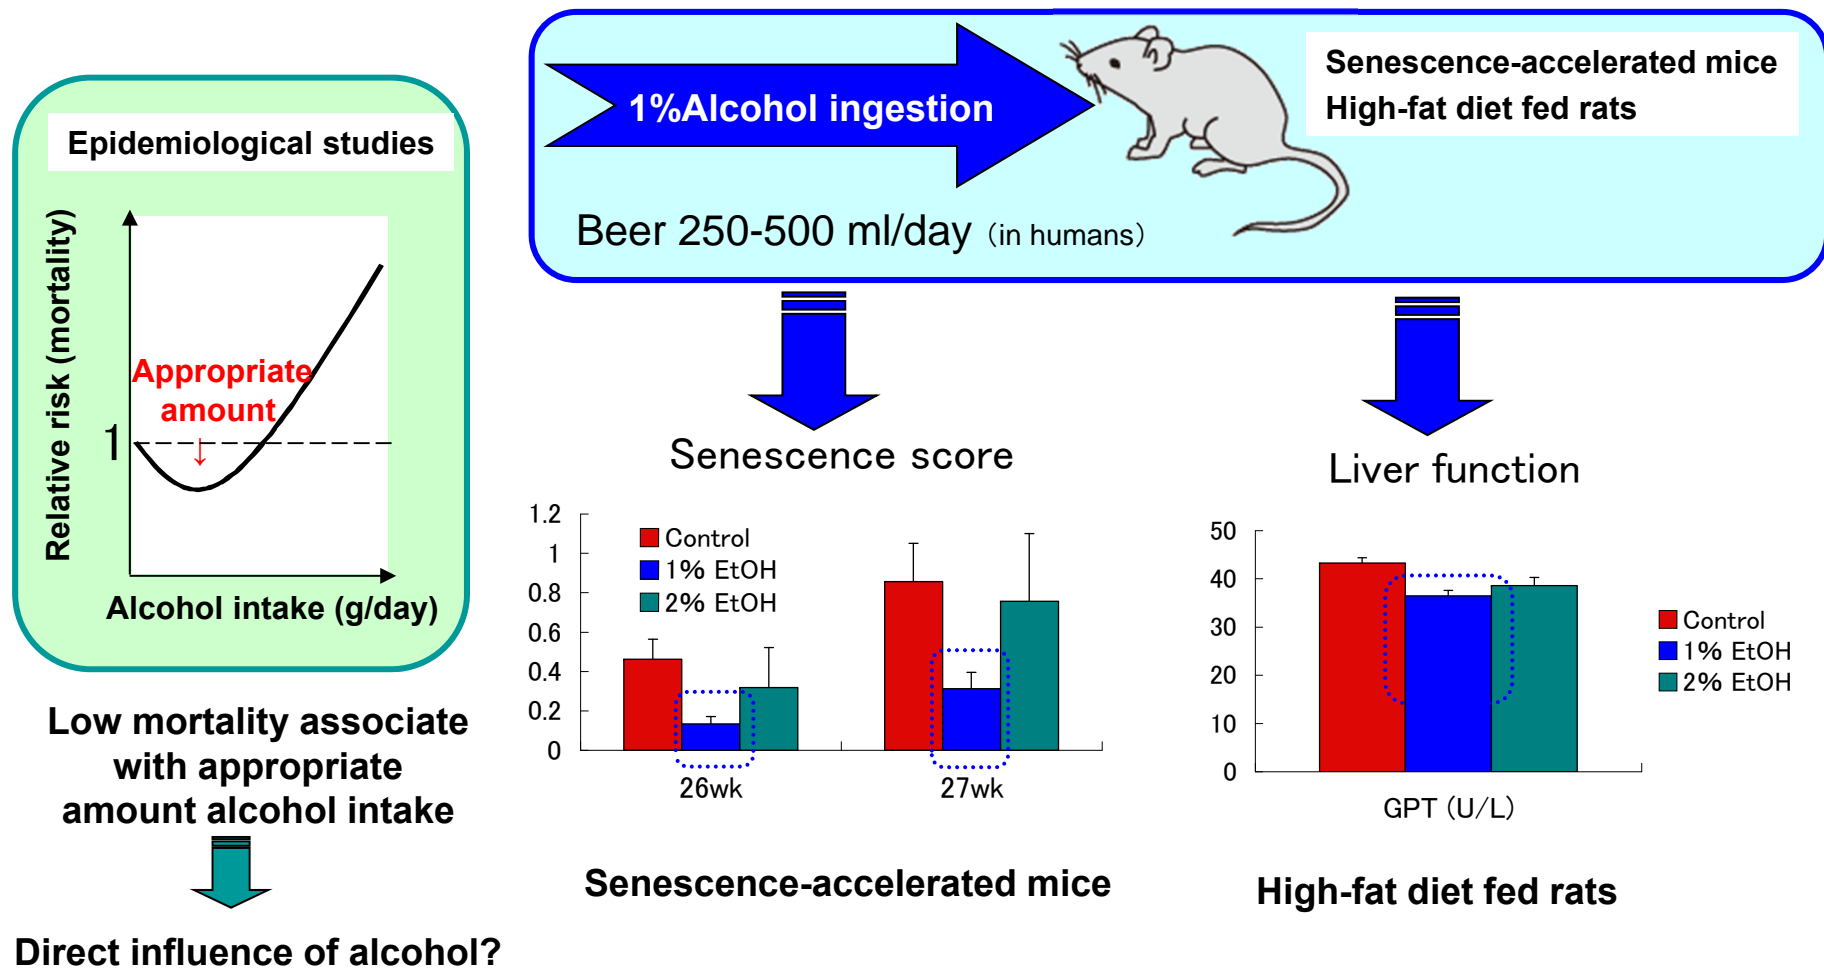 Epidemiological studies
Relative risk (mortality)
Appropriate
amount
↓
1
Alcohol intake (g/day)
Low mortality associate
with appropriate
amount alcohol intake
Direct influence of alcohol?
1%Alcohol ingestion
Senescence-accelerated mice
High-fat diet fed rats
Beer 250-500 ml/day (in humans)
Senescence score
1.2
1
0.8
0.6
0.4
0.2
0
Control
1% EtOH
2% EtOH
26wk
27wk
Senescence-accelerated mice
Liver function
50
40
30
20
10
0
Control
1% EtOH
2% EtOH
GPT (U/L)
High-fat diet fed rats